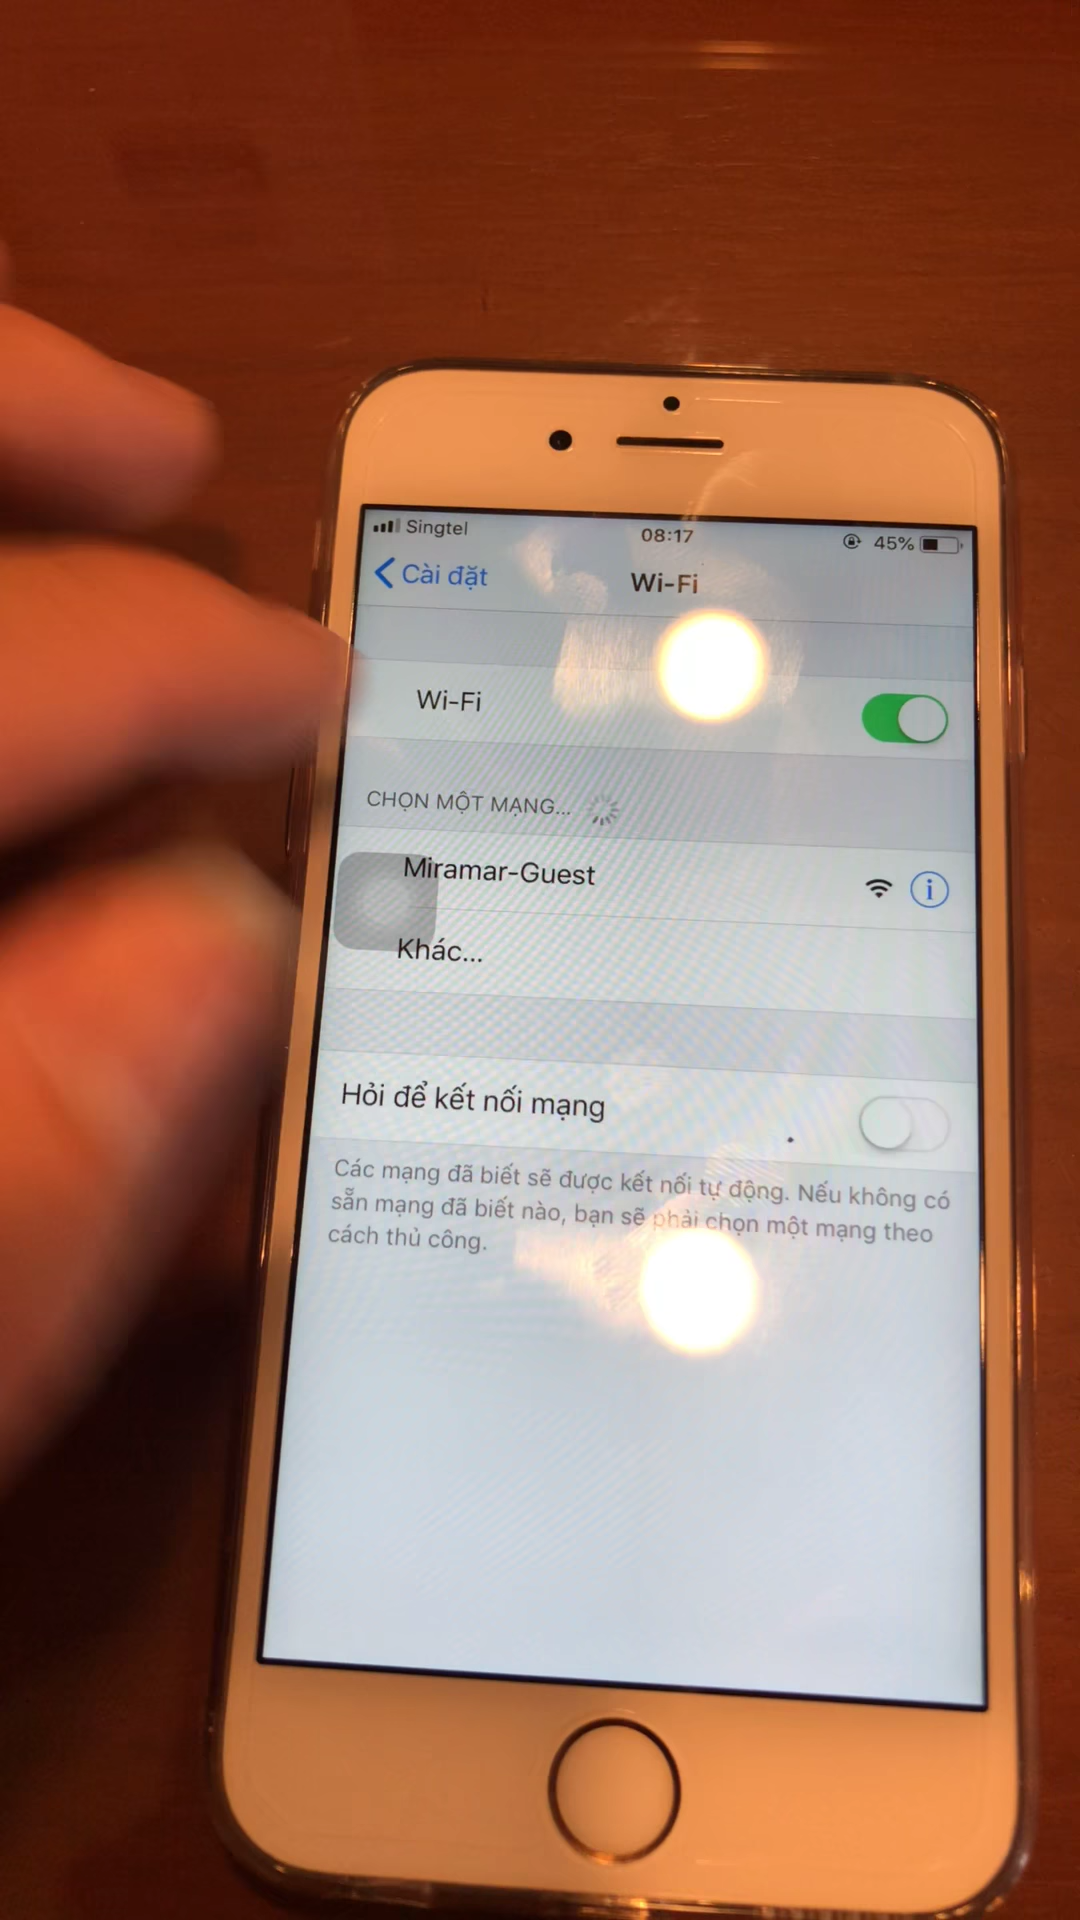 Singtel 08:17 45%
Cài đặt Wi-Fi
Wi-Fi
CHỌN MỘT MẠNG...
Miramar-Guest
Khác...
Hỏi để kết nối mạng
Các mạng đã biết sẽ được kết nối tự động. Nếu không có
sẵn mạng đã biết nào, bạn sẽ phải chọn một mạng theo
cách thủ công.